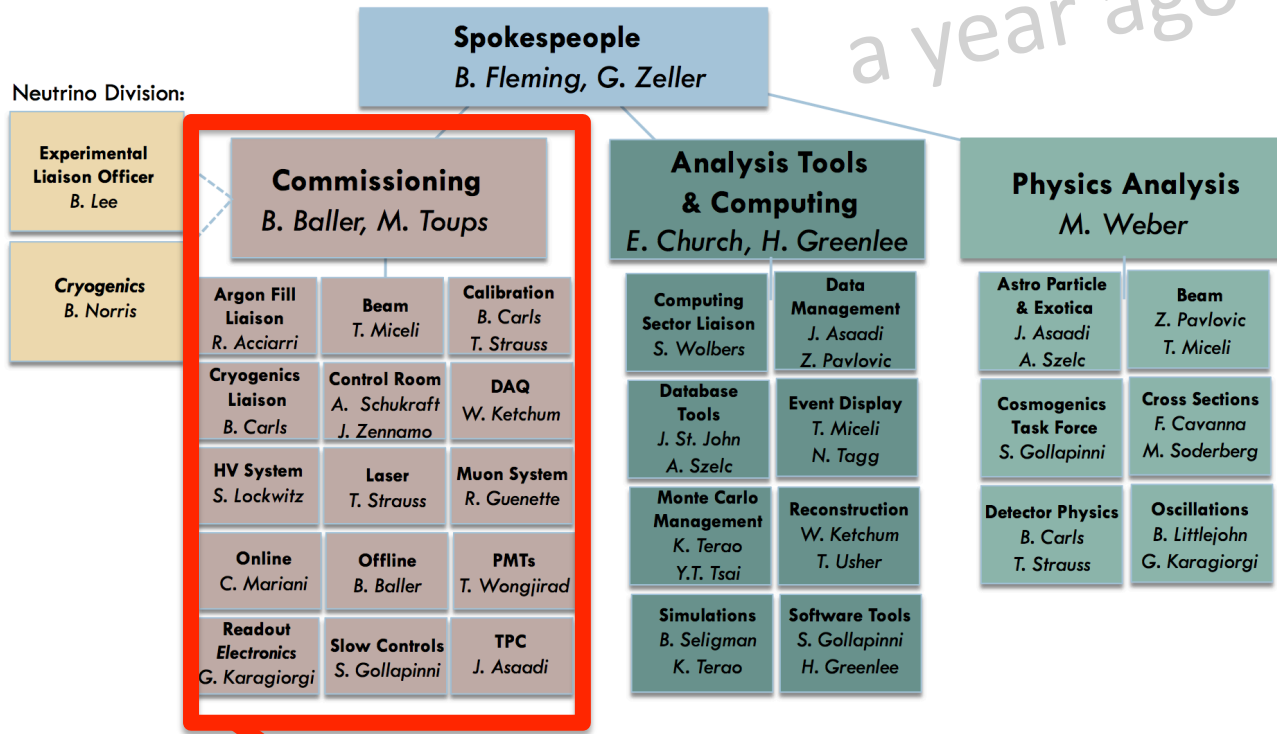 a year ago
Spokespeople
B. Fleming, G. Zeller
Neutrino Division:
Experimental
Liaison Officer
B. Lee
Cryogenics
B. Norris
Commissioning
B. Baller, M. Toups
Argon Fill
Liaison
R. Acciarri
Beam
T. Miceli
Calibration
B. Carls
T. Strauss
Cryogenics
Liaison
B. Carls
Control Room
A. Schukraft
J. Zennamo
DAQ
W. Ketchum
HV System
S. Lockwitz
Laser
T. Strauss
Muon System
R. Guenette
Online
C. Mariani
Offline
B. Baller
PMTs
T. Wongjirad
Readout
Electronics
G. Karagiorgi
Slow Controls
S. Gollapinni
TPC
J. Asaadi
Analysis Tools
& Computing
E. Church, H. Greenlee
Computing
Sector Liaison
S. Wolbers
Data
Management
J. Asaadi
Z. Pavlovic
Database
Tools
J. St. John
A. Szelc
Event Display
T. Miceli
N. Tagg
Monte Carlo
Management
K. Terao
Y.T. Tsai
Reconstruction
W. Ketchum
T. Usher
Simulations
B. Seligman
K. Terao
Software Tools
S. Gollapinni
H. Greenlee
Physics Analysis
M. Weber
Astro Particle
& Exotica
J. Asaadi
A. Szelc
Beam
Z. Pavlovic
T. Miceli
Cosmogenics
Task Force
S. Gollapinni
Cross Sections
F. Cavanna
M. Soderberg
Detector Physics
B. Carls
T. Strauss
Oscillations
B. Littlejohn
G. Karagiorgi